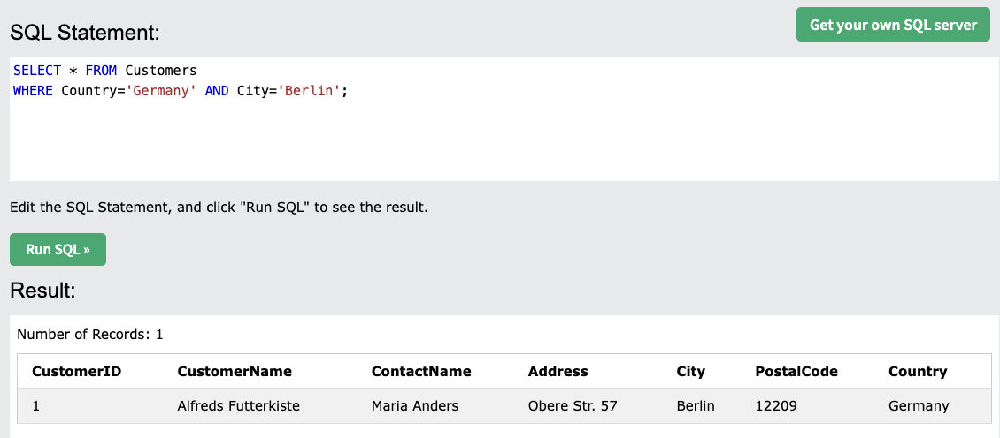 SQL Statement:
Get your own SQL server
SELECT * FROM Customers
WHERE Country='Germany' AND City='Berlin';
Edit the SQL Statement, and click "Run SQL" to see the result.
Run SQL »
Result:
Number of Records: 1
CustomerID CustomerName ContactName Address City PostalCode Country
1 Alfreds Futterkiste Maria Anders Obere Str. 57 Berlin 12209 Germany